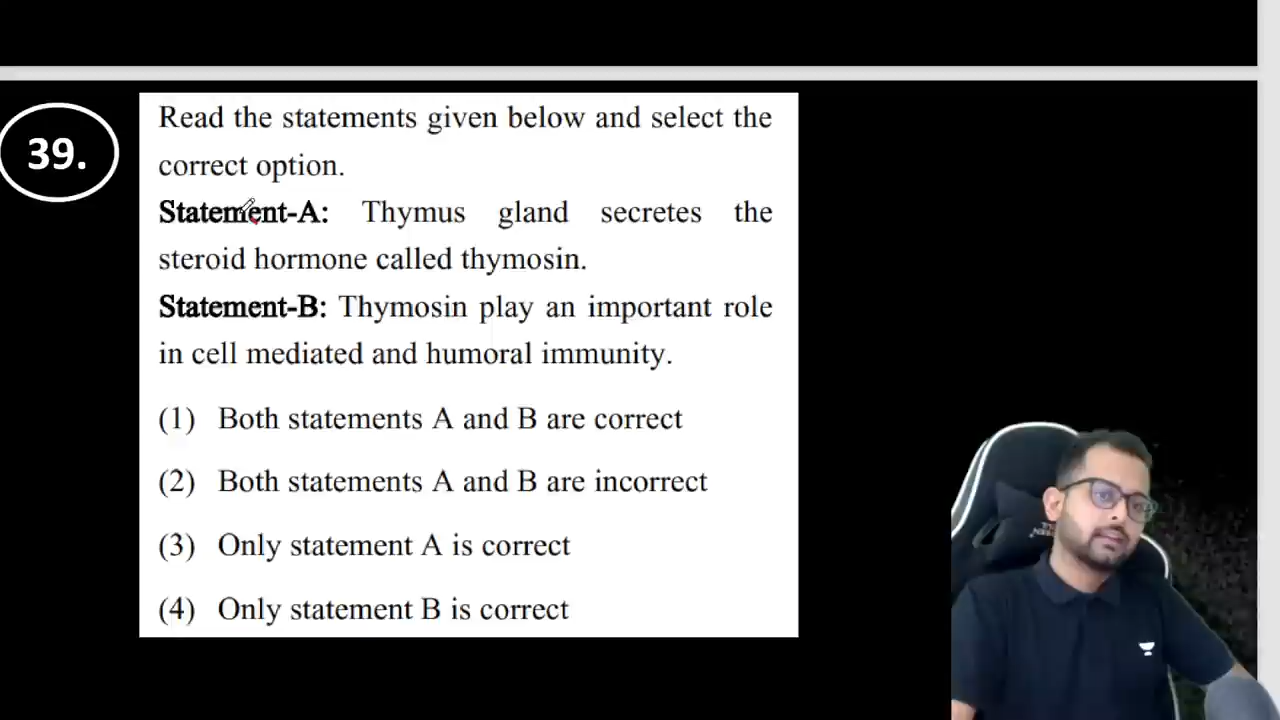 39.
Read the statements given below and select the
correct option.
Statement-A: Thymus gland secretes the
steroid hormone called thymosin.
Statement-B: Thymosin play an important role
in cell mediated and humoral immunity.
(1) Both statements A and B are correct
(2) Both statements A and B are incorrect
(3) Only statement A is correct
(4) Only statement B is correct